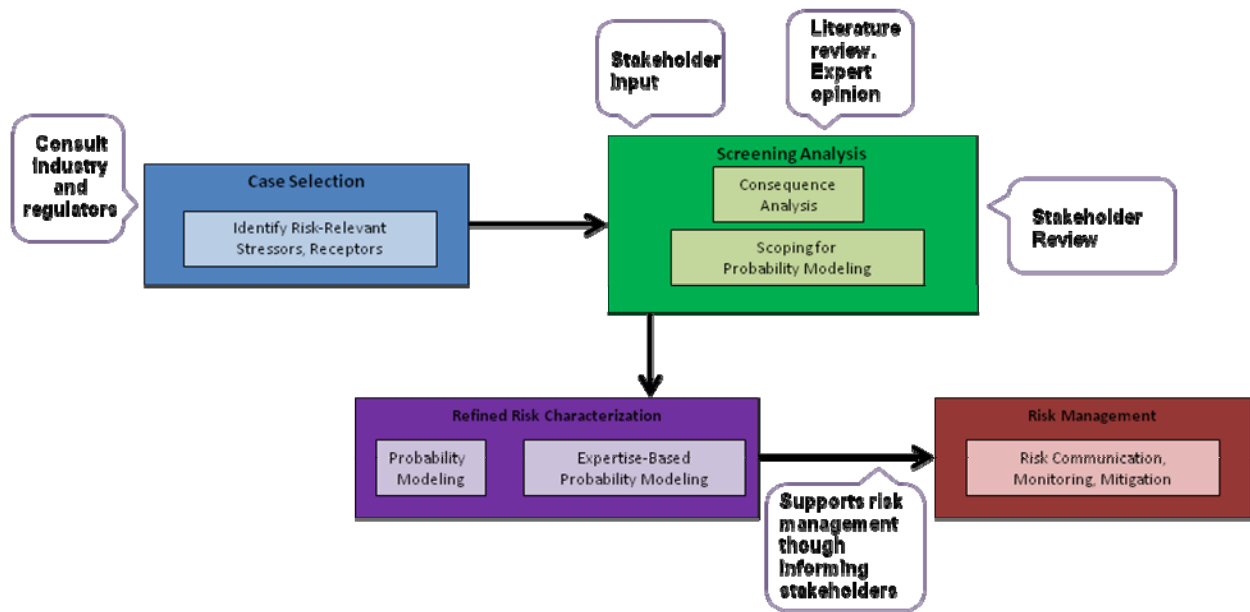 Stakeholder
Input
Literature
review.
Expert
opinion
Consult
industry
and
regulators
Case Selection
Identify Risk-Relevant
Stressors, Receptors
Screening Analysis
Consequence
Analysis
Scoping for
Probability Modeling
Stakeholder
Review
Refined Risk Characterization
Probability
Modeling
Expertise-Based
Probability Modeling
Risk Management
Risk Communication,
Monitoring, Mitigation
Supports risk
management
though
informing
stakeholders